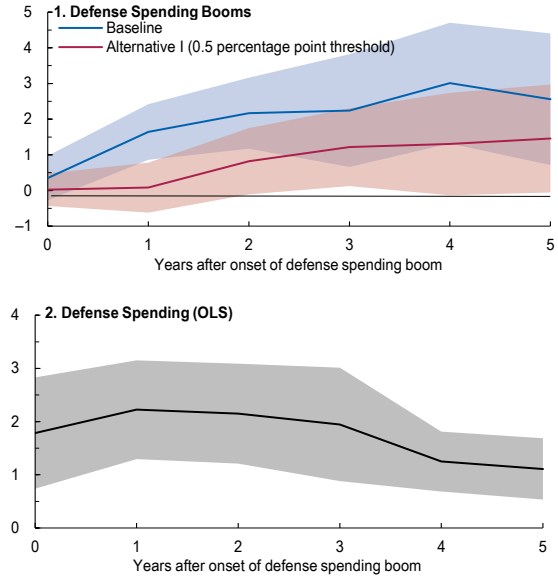 1. Defense Spending Booms
Baseline
Alternative I (0.5 percentage point threshold)
5
4
3
2
1
0
–1
0 1 2 3 4 5
Years after onset of defense spending boom
2. Defense Spending (OLS)
4
3
2
1
0
0 1 2 3 4 5
Years after onset of defense spending boom